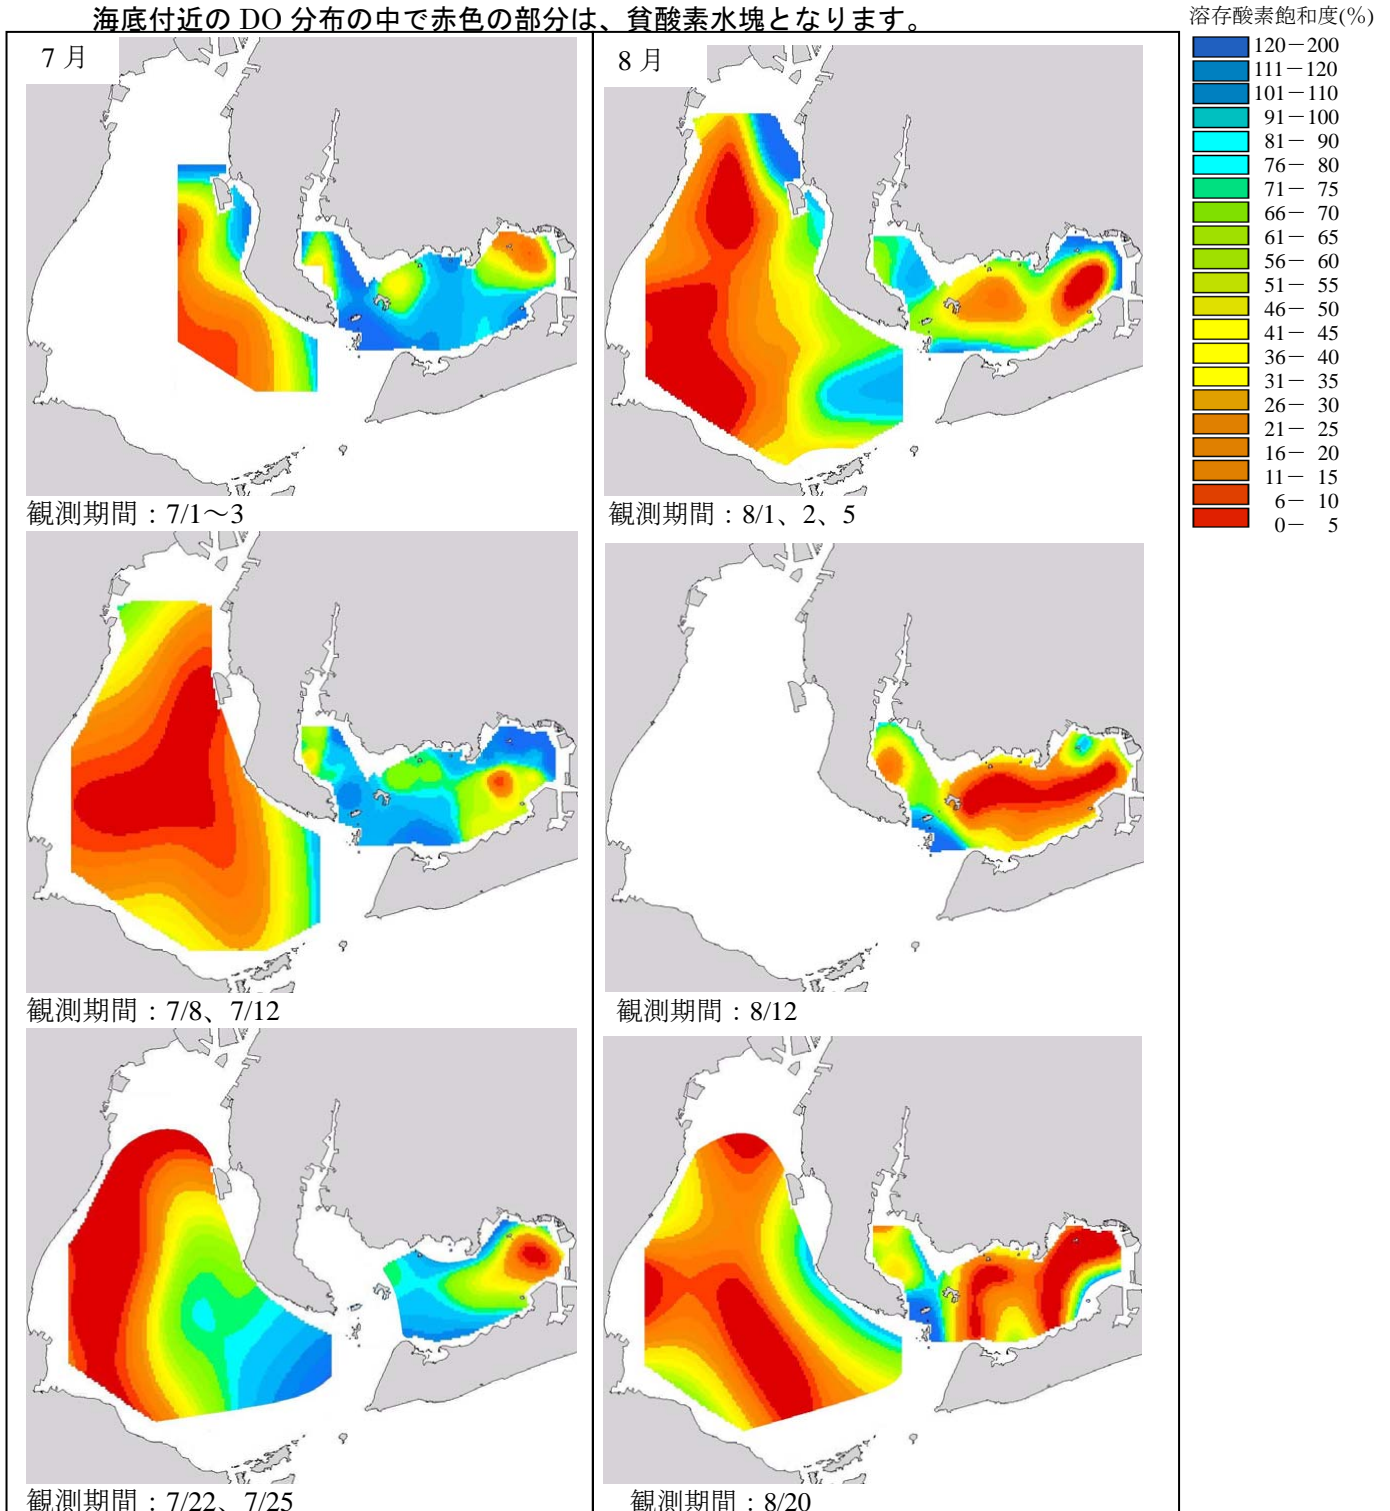 海底付近の DO 分布の中で赤色の部分は、貧酸素水塊となります。
溶存酸素飽和度(%)
120－200
111－120
101－110
91－100
81－ 90
76－ 80
71－ 75
66－ 70
61－ 65
56－ 60
51－ 55
46－ 50
41－ 45
36－ 40
31－ 35
26－ 30
21－ 25
16－ 20
11－ 15
6－ 10
0－ 5
7 月
観測期間：7/1～3
観測期間：7/8、7/12
観測期間：7/22、7/25
8 月
観測期間：8/1、2、5
観測期間：8/12
観測期間：8/20